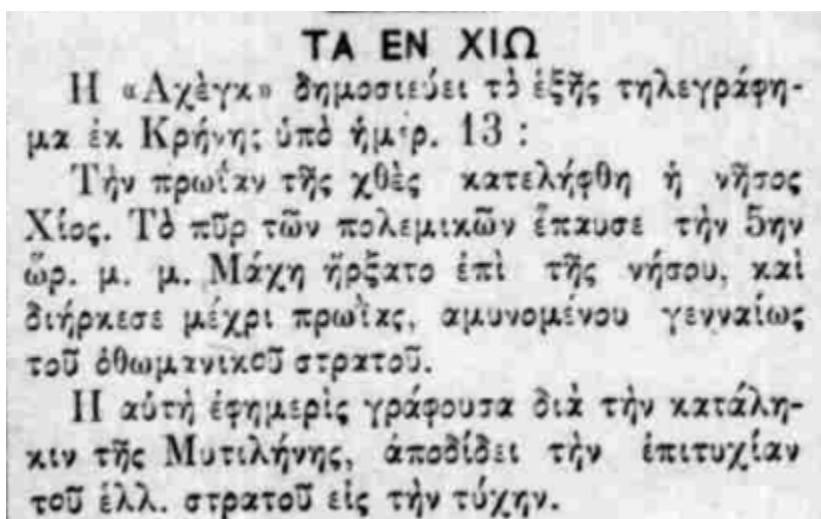 ΤΑ ΕΝ ΧΙΩ
Η «Αχὲγκ» δημοσιεύει τὸ ἑξῆς τηλεγράφη-
μα ἐκ Κρήνης ὑπὸ ἡμερ. 13 :
Τὴν πρωΐαν τῆς χθὲς κατελήφθη ἡ νῆσος
Χίος. Τὸ πῦρ τῶν πολεμικῶν ἔπαυσε τὴν 5ην
ὥρ. μ. μ. Μάχη ἤρξατο ἐπὶ τῆς νήσου, καὶ
διήρκεσε μέχρι πρωΐας, αμυνομένου γενναίως
τοῦ ὀθωμανικοῦ στρατοῦ.
Η αὐτὴ ἐφημερὶς γράφουσα διὰ τὴν κατάλη-
κιν τῆς Μυτιλήνης, ἀποδίδει τὴν ἐπιτυχίαν
τοῦ ἑλλ. στρατοῦ εἰς τὴν τύχην.